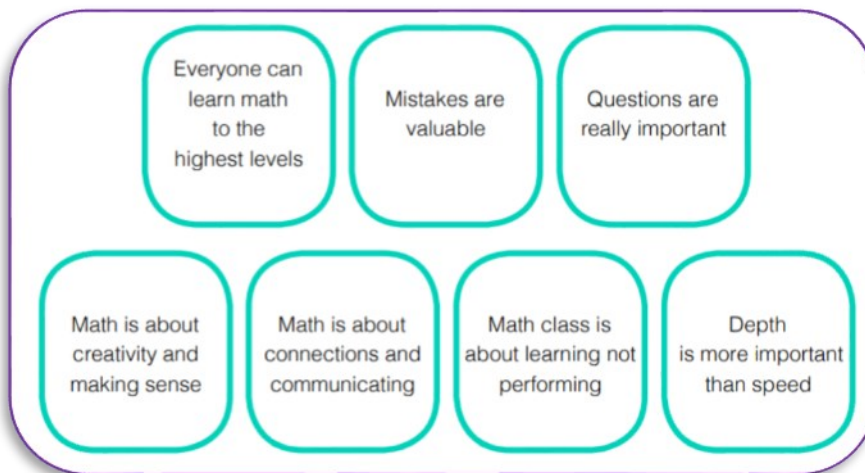 Everyone can
learn math
to the
highest levels
Mistakes are
valuable
Questions are
really important
Math is about
creativity and
making sense
Math is about
connections and
communicating
Math class is
about learning not
performing
Depth
is more important
than speed